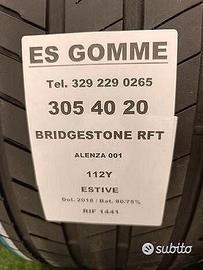 ES GOMME
Tel. 329 229 0265
305 40 20
BRIDGESTONE RFT
ALENZA 001
112Y
ESTIVE
Dot. 2018 / Bat. 80/75%
RIF 1441
subito